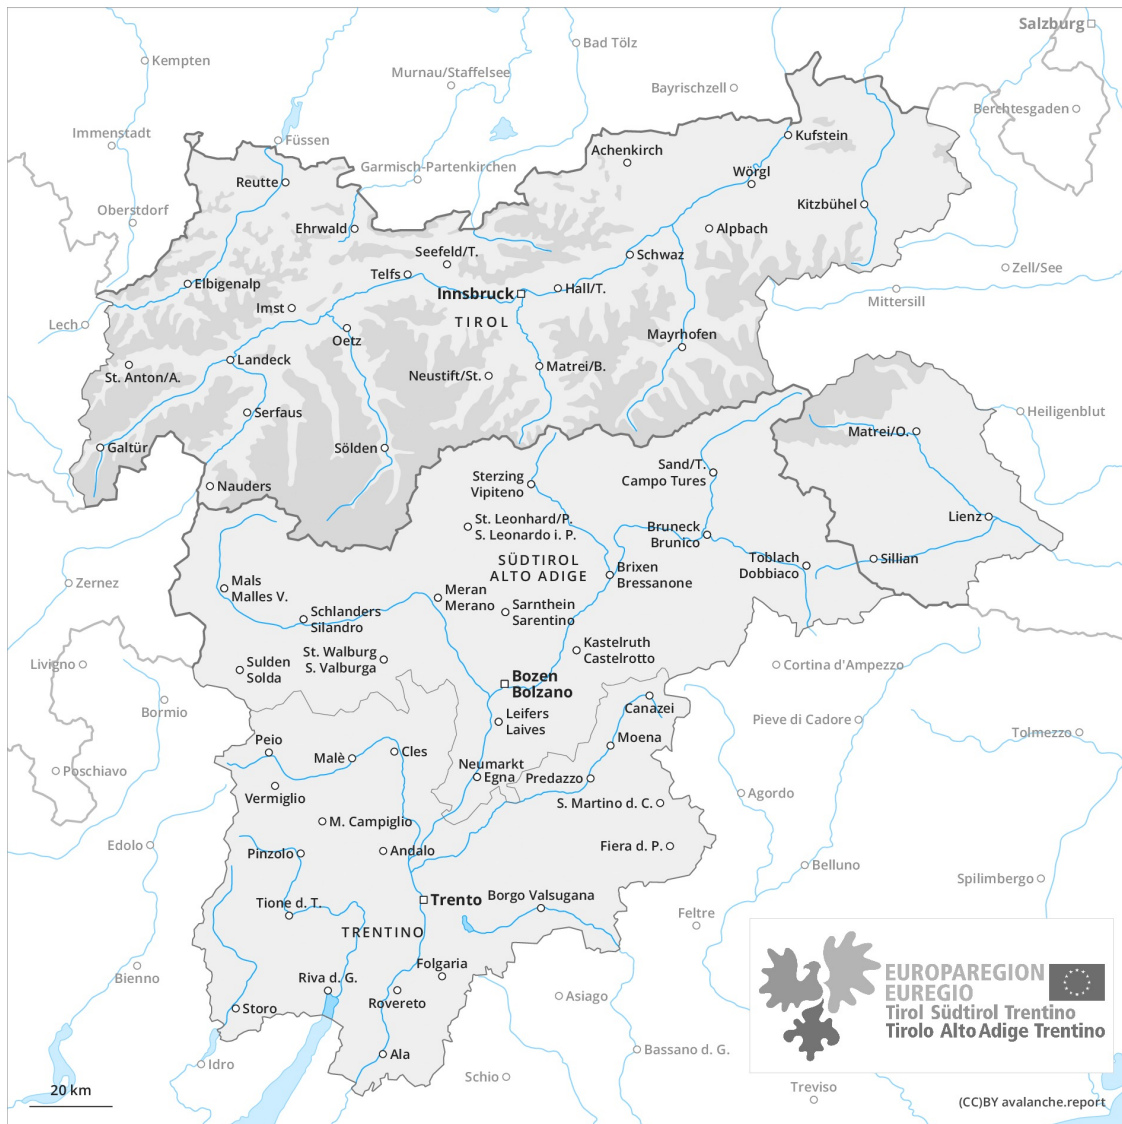 Salzburg
Kempten
Bad Tölz
Murnau/Staffelsee
Bayrischzell
Berchtesgaden
Immenstadt
Füssen
Kufstein
Achenkirch
Garmisch-Partenkirchen
Wörgl
Reutte
Kitzbühel
Oberstdorf
Ehrwald
Alpbach
Seefeld/T.
Schwaz
Zell/See
Telfs
Elbigenalp
Innsbruck
Hall/T.
Mittersill
Imst
Lech
TIROL
Oetz
Mayrhofen
Landeck
Matrei/B.
St. Anton/A.
Neustift/St.
Serfaus
Heiligenblut
Matrei/O.
Galtür
Sölden
Sand/T.
Campo Tures
Sterzing
Vipiteno
Nauders
Lienz
St. Leonhard/P.
S. Leonardo i. P.
Bruneck
Brunico
SÜDTIROL
ALTO ADIGE
Toblach
Dobbiaco
Sillian
Brixen
Bressanone
Zernez
Mals
Malles V.
Meran
Merano
Schlanders
Silandro
Sarnthein
Sarentino
Kastelruth
Castelrotto
St. Walburg
S. Valburga
Livigno
Sulden
Solda
Cortina d'Ampezzo
Bozen
Bolzano
Canazei
Bormio
Leifers
Laives
Pieve di Cadore
Tolmezzo
Moena
Peio
Cles
Malè
Neumarkt
Egna
Predazzo
Poschiavo
Vermiglio
Agordo
S. Martino d. C.
M. Campiglio
Edolo
Pinzolo
Andalo
Fiera d. P.
Belluno
Spilimbergo
Tione d. T.
Trento
Borgo Valsugana
Feltre
TRENTINO
Folgaria
Bienno
Riva d. G.
Rovereto
Asiago
Storo
EUROPAREGION
EUREGIO
Tirol Südtirol Trentino
Tirolo Alto Adige Trentino
Ala
Bassano d. G.
Idro
Schio
Treviso
20 km
(CC)BY avalanche.report